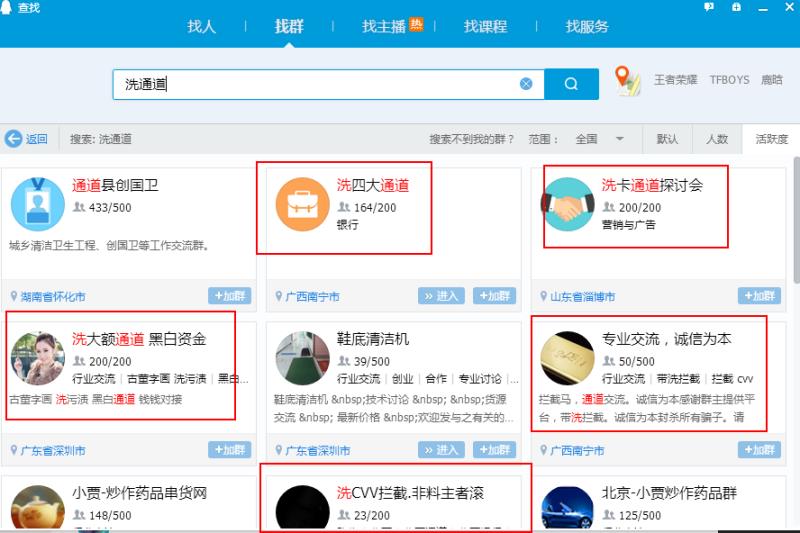 查找
找人
找群
找主播 热
找课程
找服务
洗通道
王者荣耀 TFBOYS 鹿晗
返回 搜索: 洗通道 搜索不到我的群？ 范围： 全国 默认 人数 活跃度
通道县创国卫
433/500
城乡清洁卫生工程、创国卫等工作交流群。
湖南省怀化市 +加群
洗四大通道
164/200
银行
广西南宁市 进入 +加群
洗卡通道探讨会
200/200
营销与广告
山东省淄博市 +加群
洗大额通道 黑白资金
200/200
行业交流 | 古董字画 洗污渍 | 黑白...
古董字画 洗污渍 黑白通道 钱钱对接
广东省深圳市 +加群
鞋底清洁机
39/500
行业交流 | 创业 | 合作 | 专业讨论 |...
鞋底清洁机 &nbsp;技术讨论 &nbsp; &nbsp;货源
交流 &nbsp; 最新价格 &nbsp;欢迎发与之有关的...
广东省深圳市 进入 +加群
专业交流，诚信为本
50/500
行业交流 | 带洗拦截 | 拦截 cvv
拦截马，通道交流。诚信为本感谢群主提供平
台，带洗拦截。诚信为本封杀所有骗子。请
广西南宁市 +加群
小贾-炒作药品串货网
148/500
洗CVV拦截.非料主者滚
23/200
北京-小贾炒作药品群
125/500